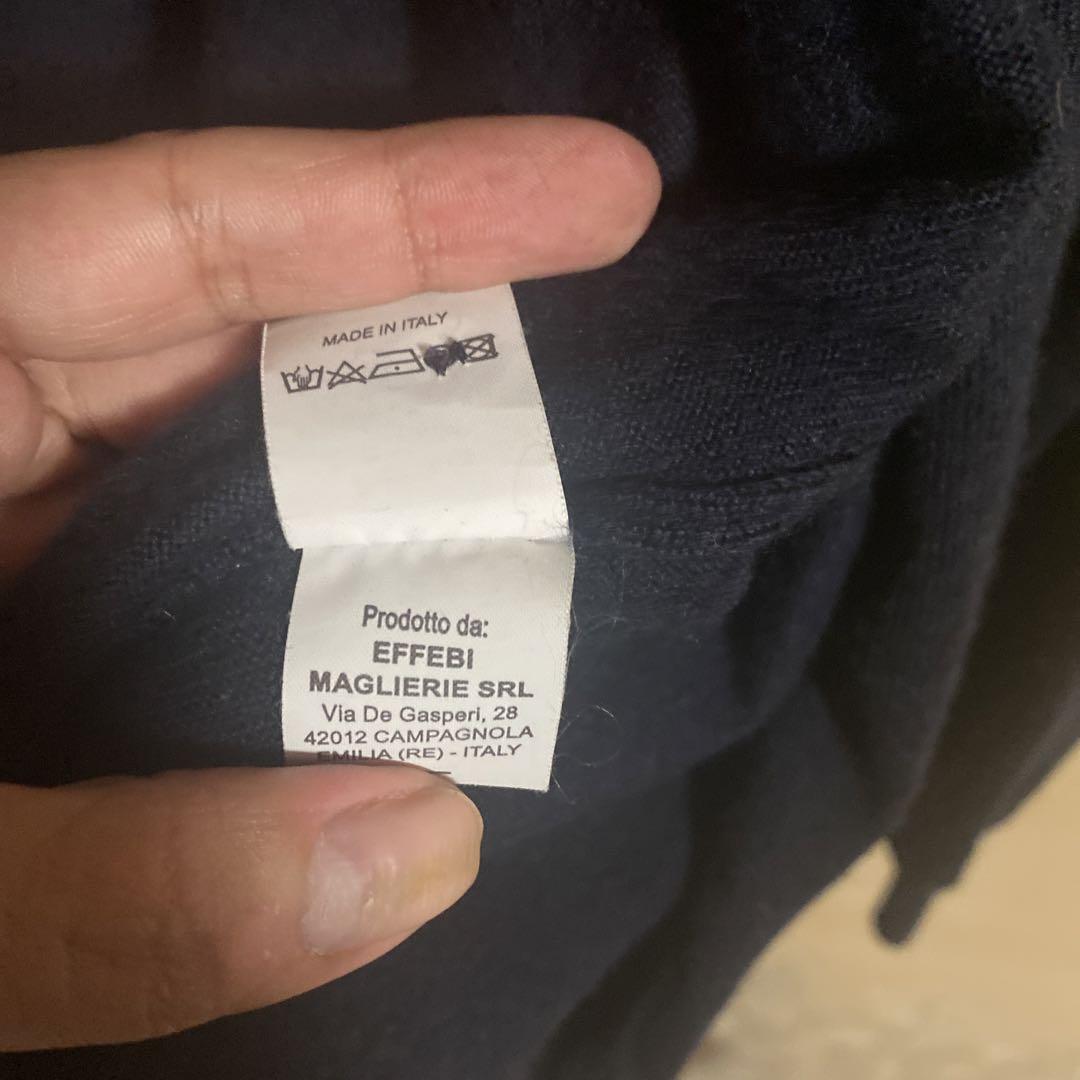 MADE IN ITALY
Prodotto da:
EFFEBI
MAGLIERIE SRL
Via De Gasperi, 28
42012 CAMPAGNOLA
EMILIA (RE) - ITALY